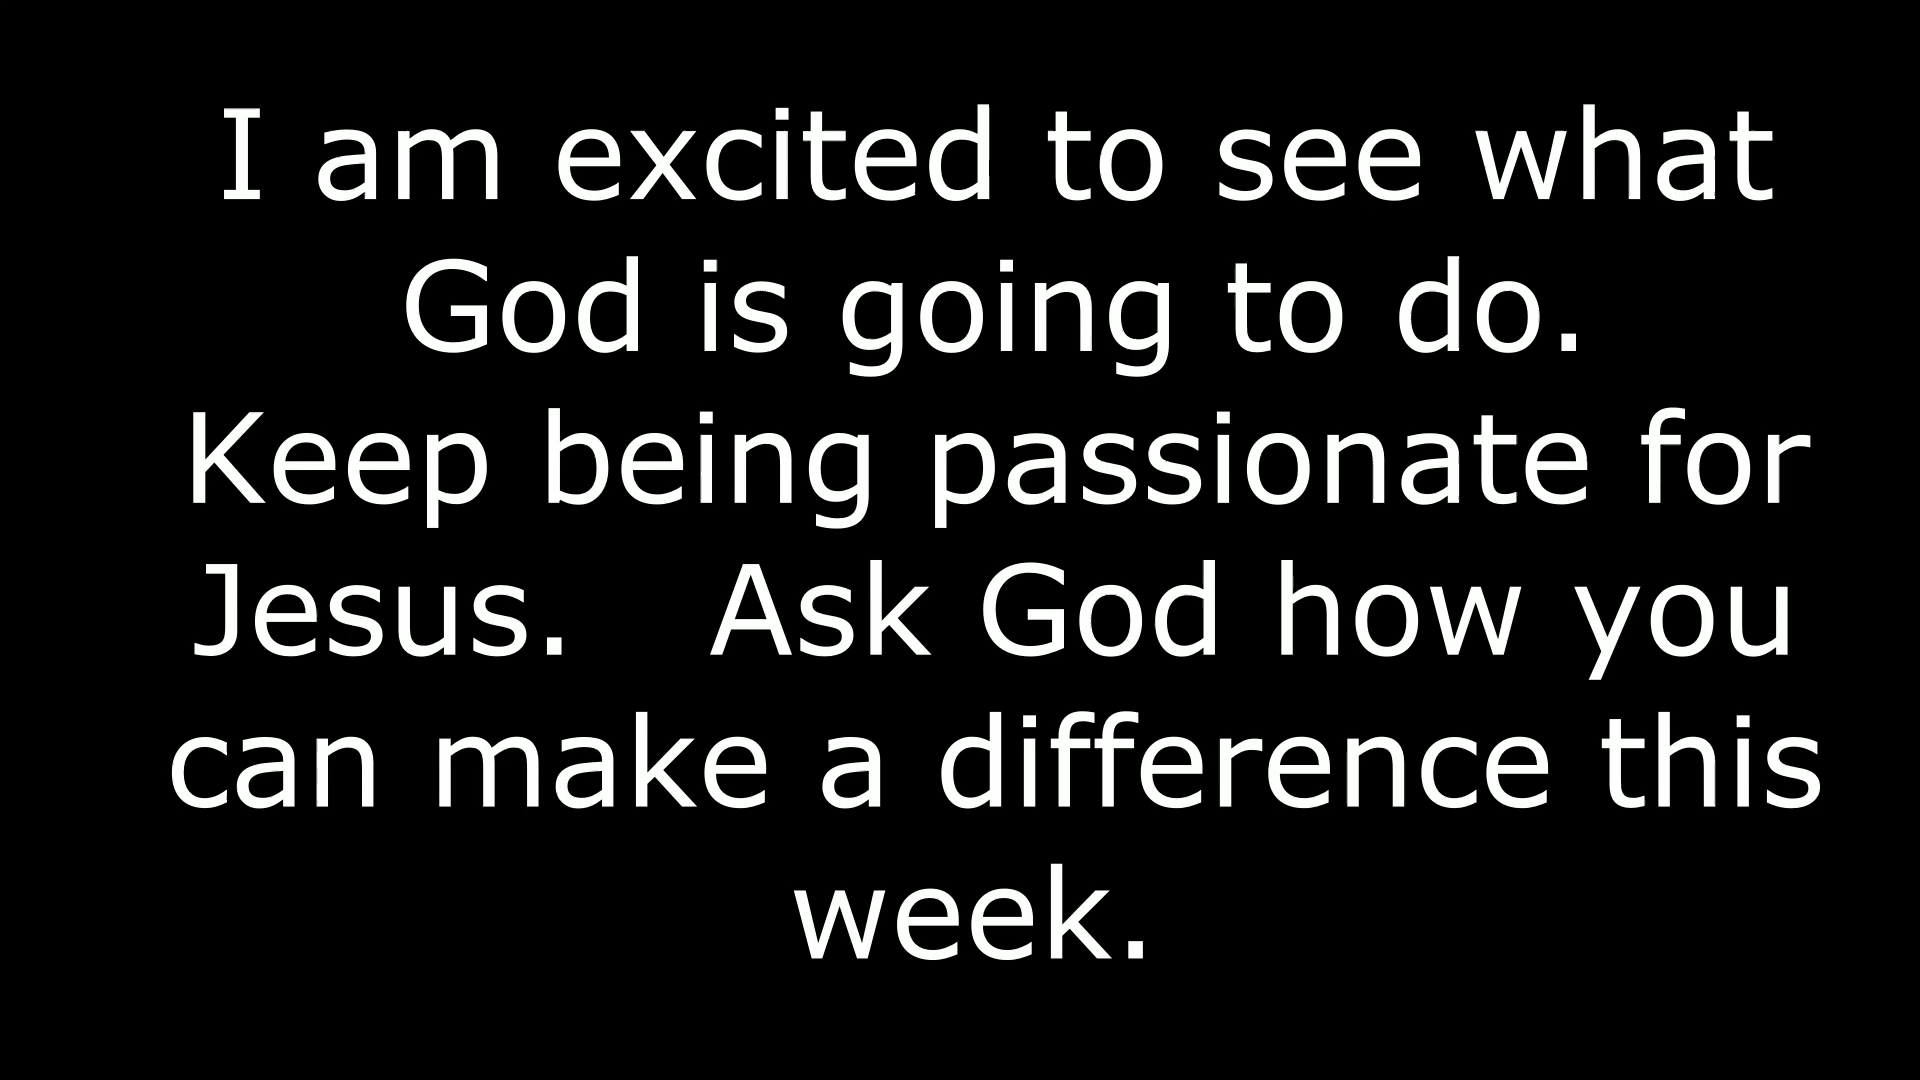 I am excited to see what
God is going to do.
Keep being passionate for
Jesus.   Ask God how you
can make a difference this
week.